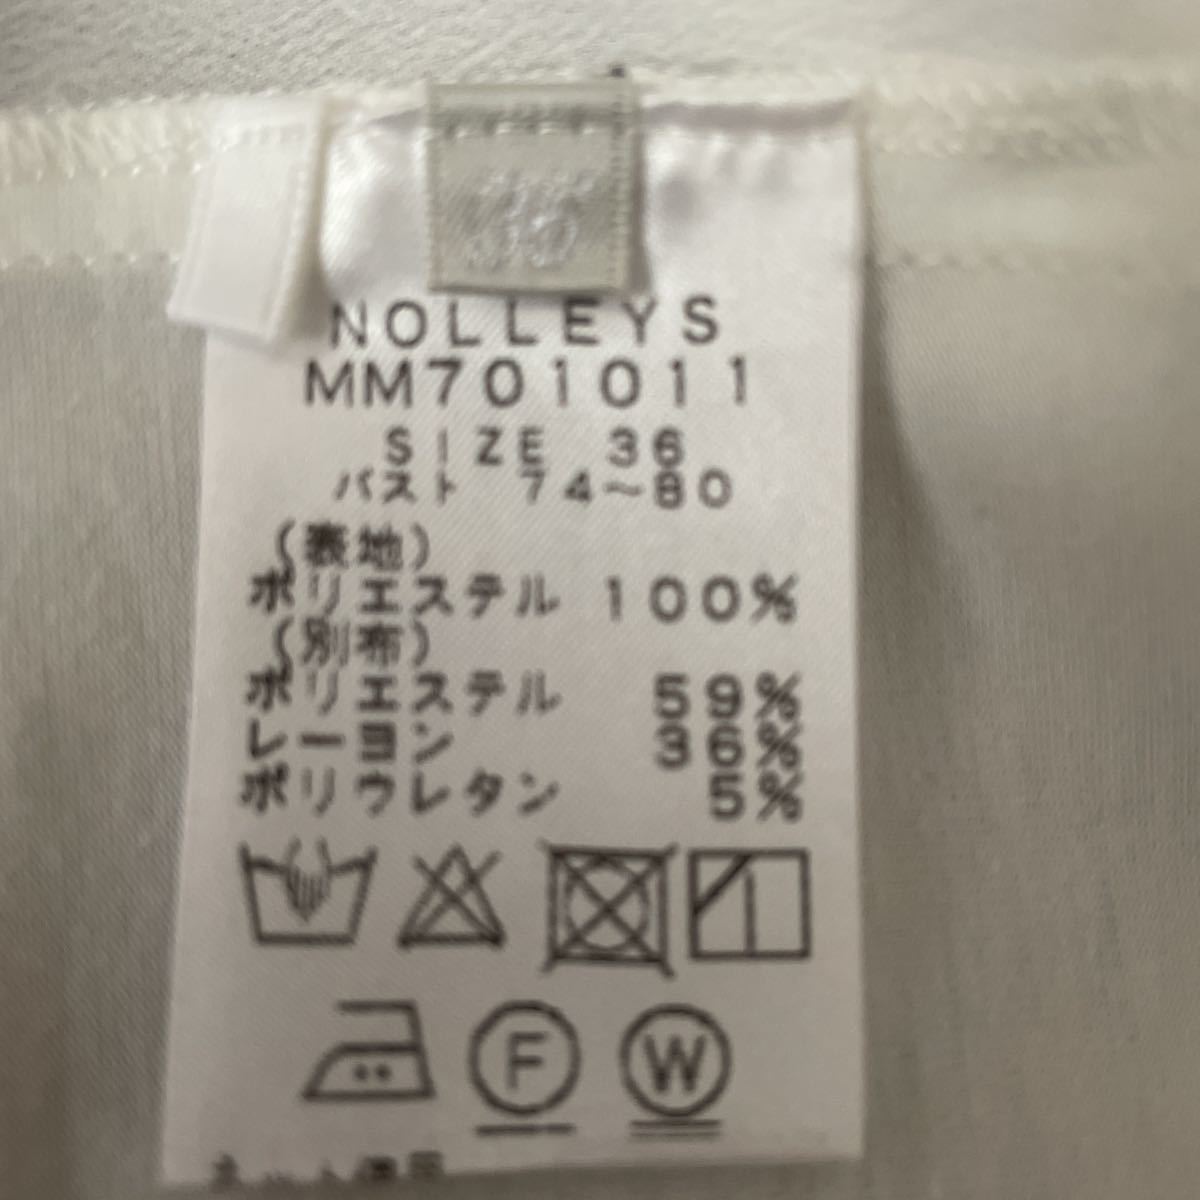 36
NOLLEYS
MM701011
SIZE 36
バスト 74~80
(表地)
ポリエステル 100%
(別布)
ポリエステル 59%
レーヨン 36%
ポリウレタン 5%
F W